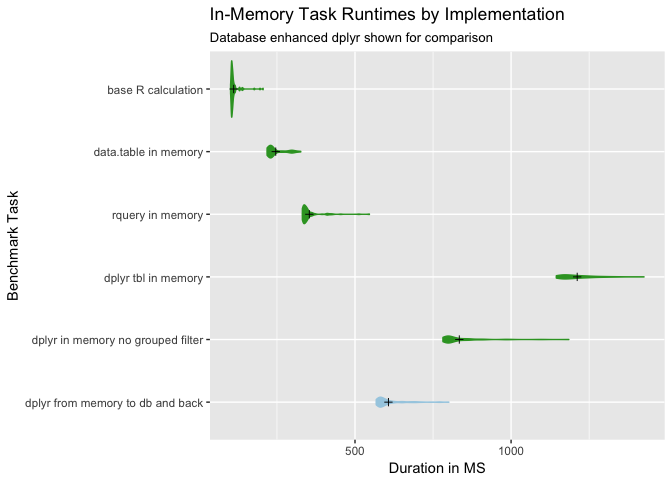 In-Memory Task Runtimes by Implementation
Database enhanced dplyr shown for comparison
Benchmark Task
base R calculation
data.table in memory
rquery in memory
dplyr tbl in memory
dplyr in memory no grouped filter
dplyr from memory to db and back
500
1000
Duration in MS